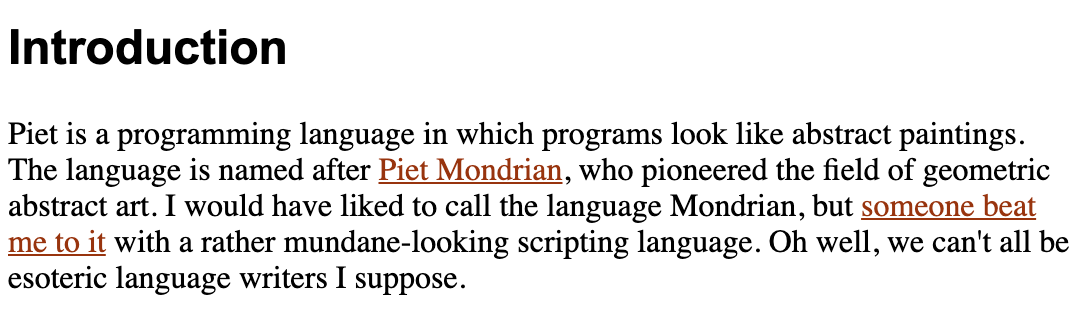 Introduction
Piet is a programming language in which programs look like abstract paintings.
The language is named after Piet Mondrian, who pioneered the field of geometric
abstract art. I would have liked to call the language Mondrian, but someone beat
me to it with a rather mundane-looking scripting language. Oh well, we can't all be
esoteric language writers I suppose.